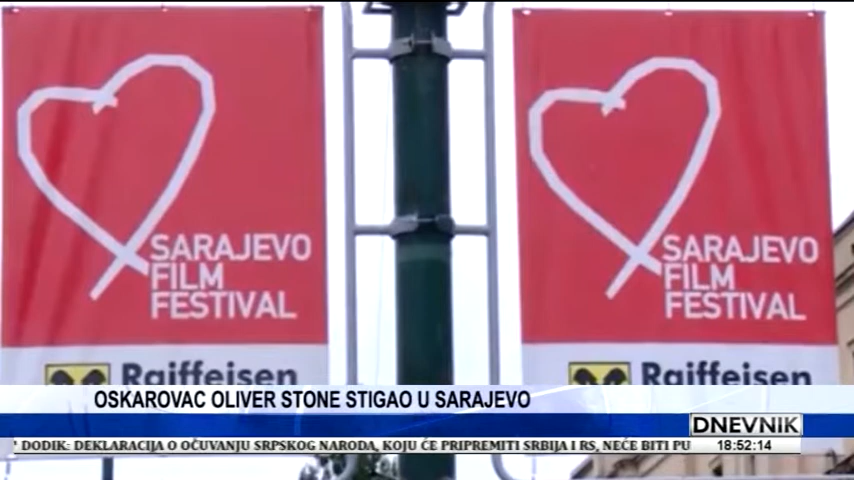 SARAJEVO
FILM
FESTIVAL
SARAJEVO
FILM
FESTIVAL
Raiffeisen
Raiffeisen
OSKAROVAC OLIVER STONE STIGAO U SARAJEVO
DNEVNIK
DODIK: DEKLARACIJA O OČUVANJU SRPSKOG NARODA, KOJU ĆE PRIPREMITI SRBIJA I RS, NEĆE BITI PU
18:52:14